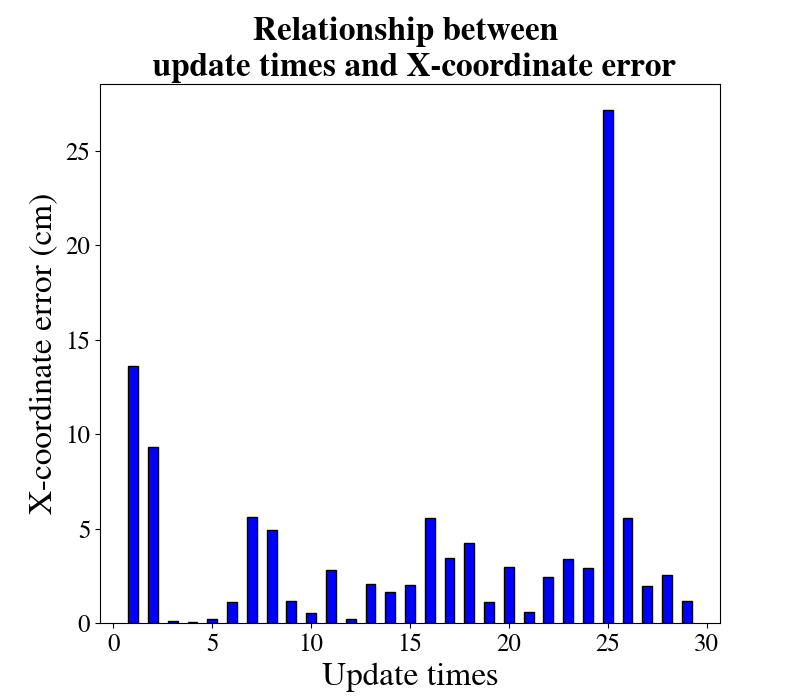 Relationship between
update times and X-coordinate error
25
20
15
10
5
0
X-coordinate error (cm)
0 5 10 15 20 25 30
Update times